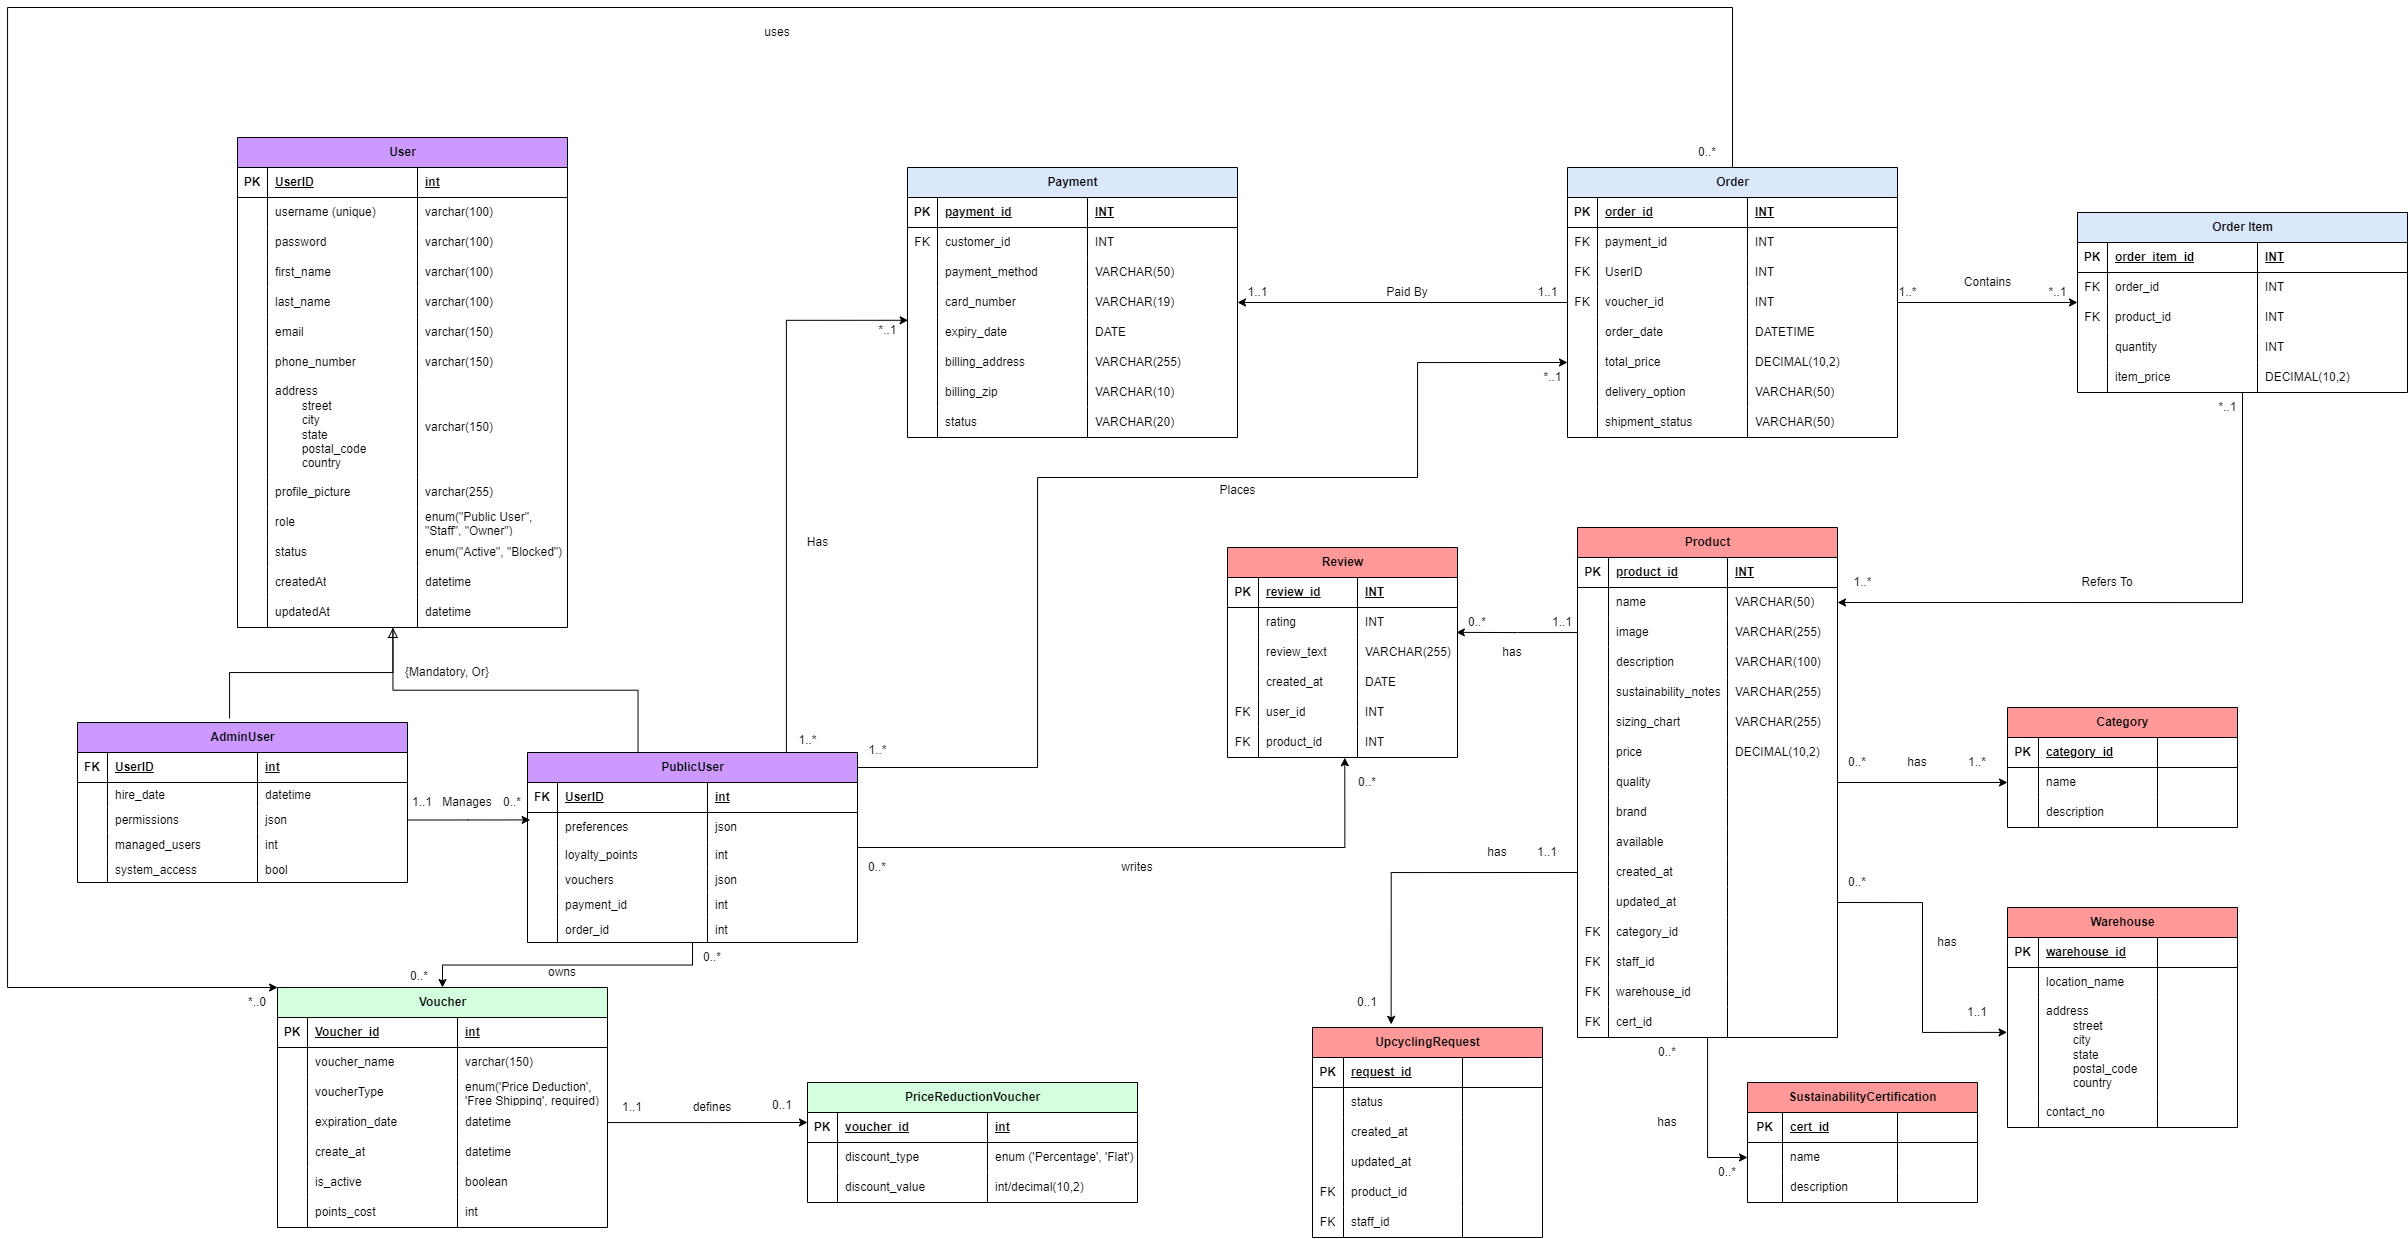 uses
0..*
User
PK UserID int
username (unique) varchar(100)
password varchar(100)
first_name varchar(100)
last_name varchar(100)
email varchar(150)
phone_number varchar(150)
address
street
city
state
postal_code
country
varchar(150)
profile_picture varchar(255)
role enum("Public User",
"Staff", "Owner")
status enum("Active", "Blocked")
createdAt datetime
updatedAt datetime
{Mandatory, Or}
Payment
PK payment_id INT
FK customer_id INT
payment_method VARCHAR(50)
card_number VARCHAR(19)
expiry_date DATE
billing_address VARCHAR(255)
billing_zip VARCHAR(10)
status VARCHAR(20)
*..1
Has
1..*
1..1 Paid By 1..1
Order
PK order_id INT
FK payment_id INT
FK UserID INT
FK voucher_id INT
order_date DATETIME
total_price DECIMAL(10,2)
delivery_option VARCHAR(50)
shipment_status VARCHAR(50)
*..1
Places
1..*
1..* Contains *..1
Order Item
PK order_item_id INT
FK order_id INT
FK product_id INT
quantity INT
item_price DECIMAL(10,2)
*..1
1..* Refers To
Review
PK review_id INT
rating INT
review_text VARCHAR(255)
created_at DATE
FK user_id INT
FK product_id INT
0..* 1..1
has
0..*
Product
PK product_id INT
name VARCHAR(50)
image VARCHAR(255)
description VARCHAR(100)
sustainability_notes VARCHAR(255)
sizing_chart VARCHAR(255)
price DECIMAL(10,2)
quality
brand
available
created_at
updated_at
FK category_id
FK staff_id
FK warehouse_id
FK cert_id
0..* has 1..*
Category
PK category_id
name
description
AdminUser
FK UserID int
hire_date datetime
permissions json
managed_users int
system_access bool
1..1 Manages 0..*
PublicUser
FK UserID int
preferences json
loyalty_points int
vouchers json
payment_id int
order_id int
0..* writes
has 1..1
0..1
0..*
has
1..1
Warehouse
PK warehouse_id
location_name
address
street
city
state
postal_code
country
contact_no
0..*
owns
0..*
*..0
Voucher
PK Voucher_id int
voucher_name varchar(150)
voucherType enum('Price Deduction',
'Free Shipping', required)
expiration_date datetime
create_at datetime
is_active boolean
points_cost int
1..1 defines 0..1
PriceReductionVoucher
PK voucher_id int
discount_type enum ('Percentage', 'Flat')
discount_value int/decimal(10,2)
UpcyclingRequest
PK request_id
status
created_at
updated_at
FK product_id
FK staff_id
0..*
has
0..*
SustainabilityCertification
PK cert_id
name
description